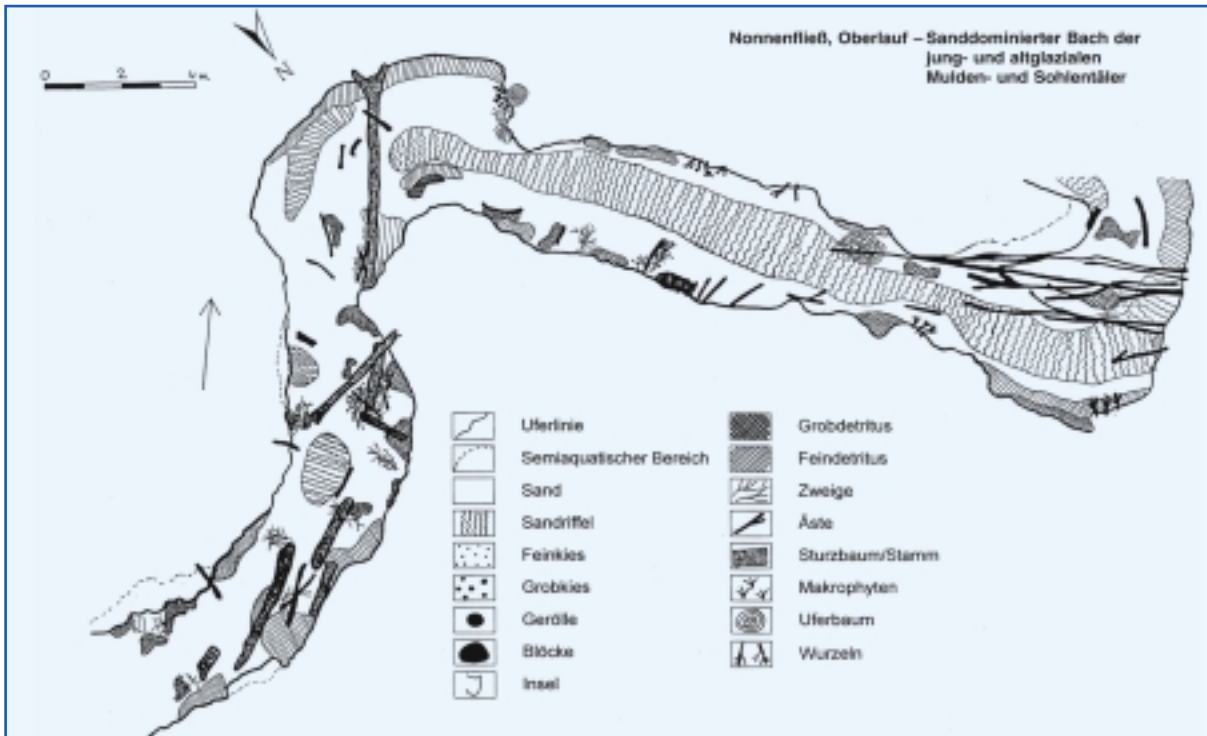 Nonnenfließ, Oberlauf – Sanddominierter Bach der
jung- und altglazialen
Mulden- und Sohlentäler
N
0 2 4m
Uferlinie
Semiaquatischer Bereich
Sand
Sandriffel
Feinkies
Grobkies
Gerölle
Blöcke
Insel
Grobdetritus
Feindetritus
Zweige
Äste
Sturzbaum/Stamm
Makrophyten
Uferbaum
Wurzeln